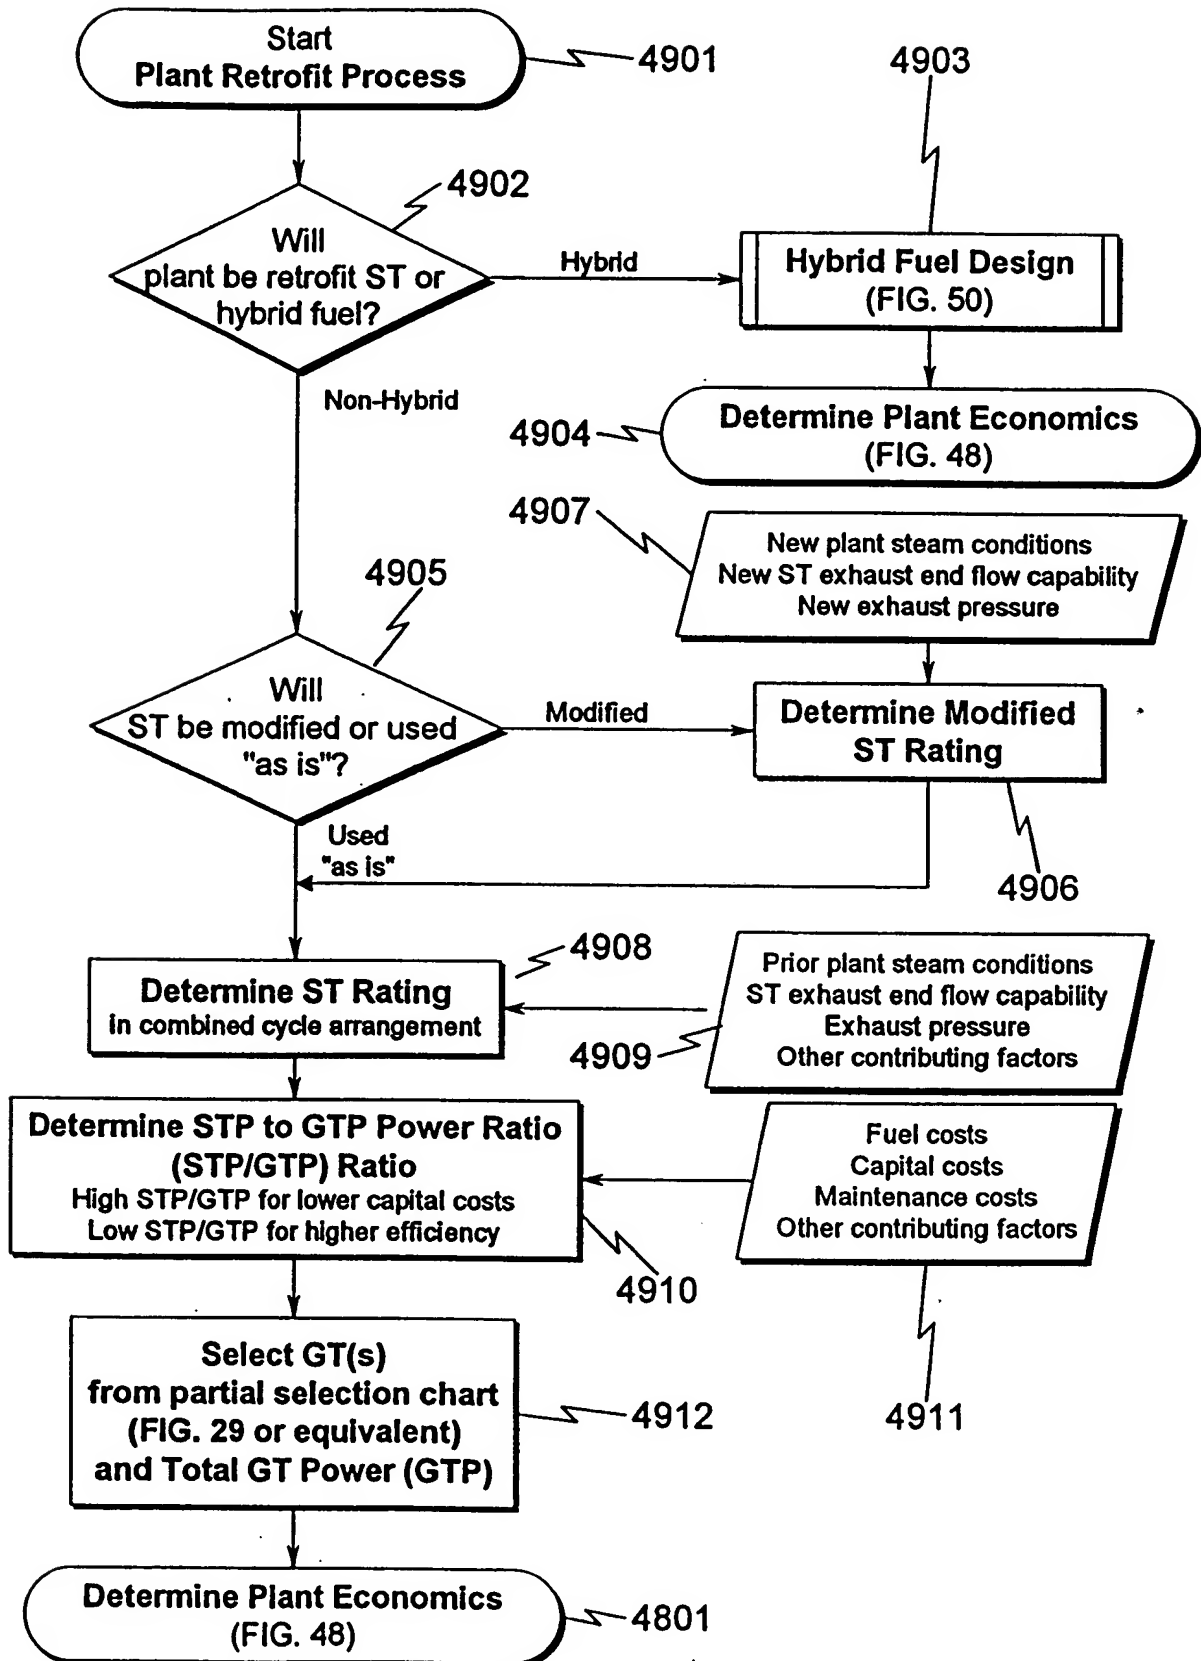 Start
Plant Retrofit Process
4901
4903
4902
Will
plant be retrofit ST or
hybrid fuel?
Hybrid
Hybrid Fuel Design
(FIG. 50)
Non-Hybrid
4904
Determine Plant Economics
(FIG. 48)
4907
New plant steam conditions
New ST exhaust end flow capability
New exhaust pressure
4905
Will
ST be modified or used
"as is"?
Modified
Determine Modified
ST Rating
Used
"as is"
4906
4908
Determine ST Rating
in combined cycle arrangement
Prior plant steam conditions
ST exhaust end flow capability
Exhaust pressure
Other contributing factors
4909
Determine STP to GTP Power Ratio
(STP/GTP) Ratio
High STP/GTP for lower capital costs
Low STP/GTP for higher efficiency
Fuel costs
Capital costs
Maintenance costs
Other contributing factors
4910
Select GT(s)
from partial selection chart
(FIG. 29 or equivalent)
and Total GT Power (GTP)
4912
4911
Determine Plant Economics
(FIG. 48)
4801